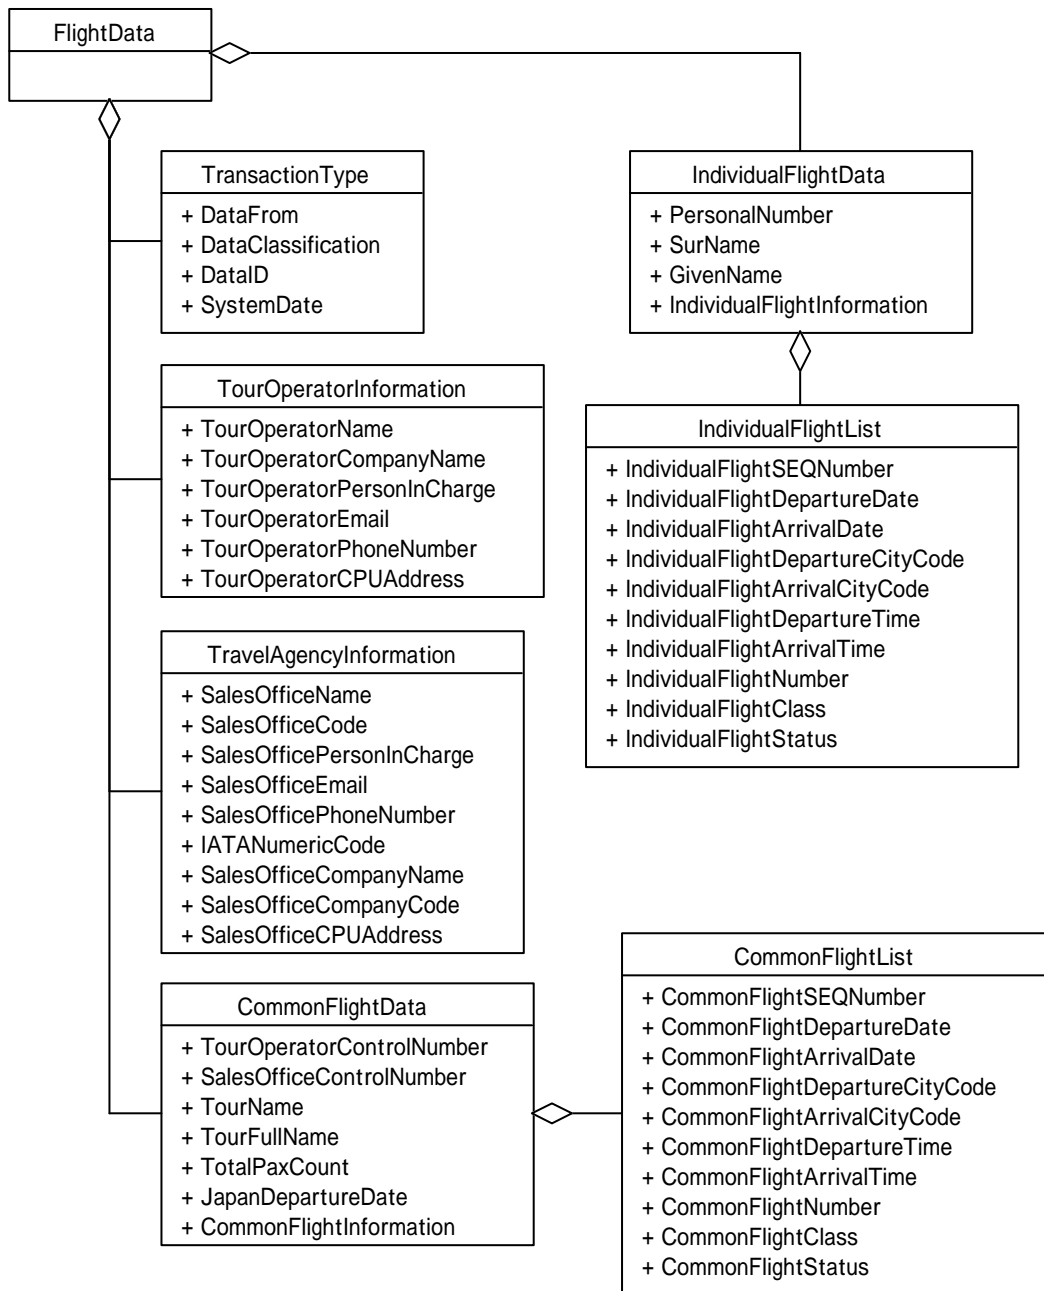 FlightData
TransactionType
+ DataFrom
+ DataClassification
+ DataID
+ SystemDate
IndividualFlightData
+ PersonalNumber
+ SurName
+ GivenName
+ IndividualFlightInformation
TourOperatorInformation
+ TourOperatorName
+ TourOperatorCompanyName
+ TourOperatorPersonInCharge
+ TourOperatorEmail
+ TourOperatorPhoneNumber
+ TourOperatorCPUAddress
IndividualFlightList
+ IndividualFlightSEQNumber
+ IndividualFlightDepartureDate
+ IndividualFlightArrivalDate
+ IndividualFlightDepartureCityCode
+ IndividualFlightArrivalCityCode
+ IndividualFlightDepartureTime
+ IndividualFlightArrivalTime
+ IndividualFlightNumber
+ IndividualFlightClass
+ IndividualFlightStatus
TravelAgencyInformation
+ SalesOfficeName
+ SalesOfficeCode
+ SalesOfficePersonInCharge
+ SalesOfficeEmail
+ SalesOfficePhoneNumber
+ IATANumericCode
+ SalesOfficeCompanyName
+ SalesOfficeCompanyCode
+ SalesOfficeCPUAddress
CommonFlightData
+ TourOperatorControlNumber
+ SalesOfficeControlNumber
+ TourName
+ TourFullName
+ TotalPaxCount
+ JapanDepartureDate
+ CommonFlightInformation
CommonFlightList
+ CommonFlightSEQNumber
+ CommonFlightDepartureDate
+ CommonFlightArrivalDate
+ CommonFlightDepartureCityCode
+ CommonFlightArrivalCityCode
+ CommonFlightDepartureTime
+ CommonFlightArrivalTime
+ CommonFlightNumber
+ CommonFlightClass
+ CommonFlightStatus